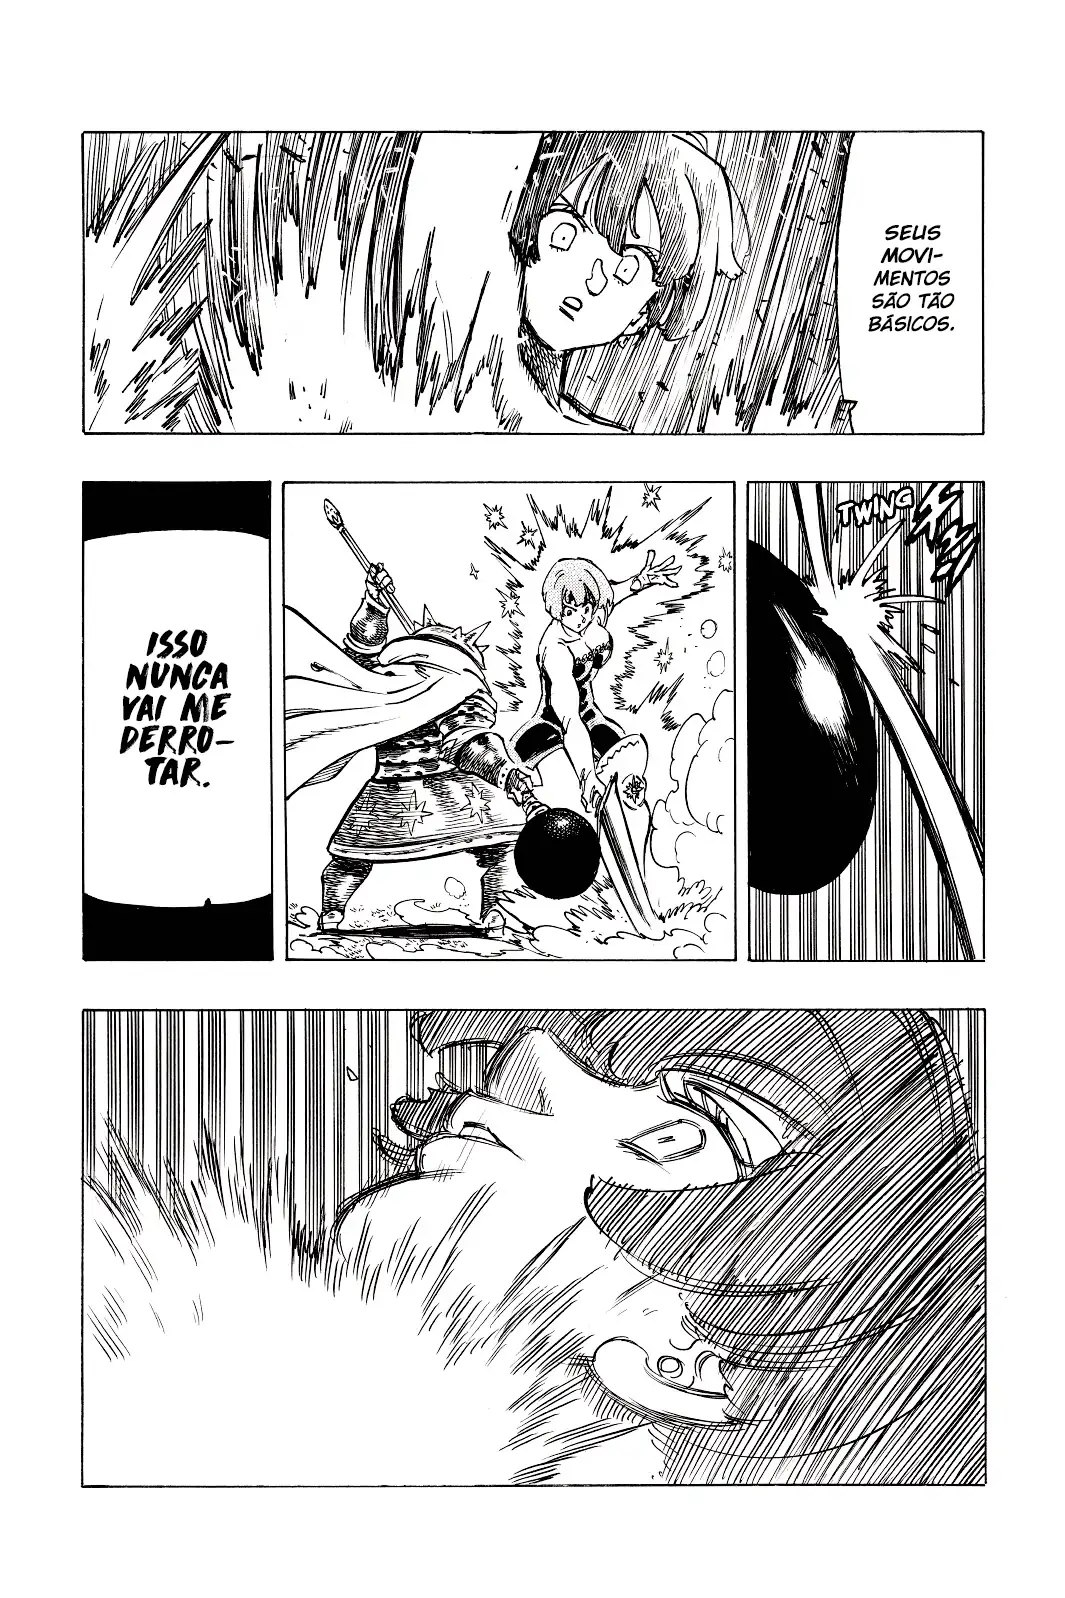 SEUS
MOVI-
MENTOS
SÃO TÃO
BÁSICOS.
TWING
ISSO
NUNCA
VAI ME
DERRO-
TAR.